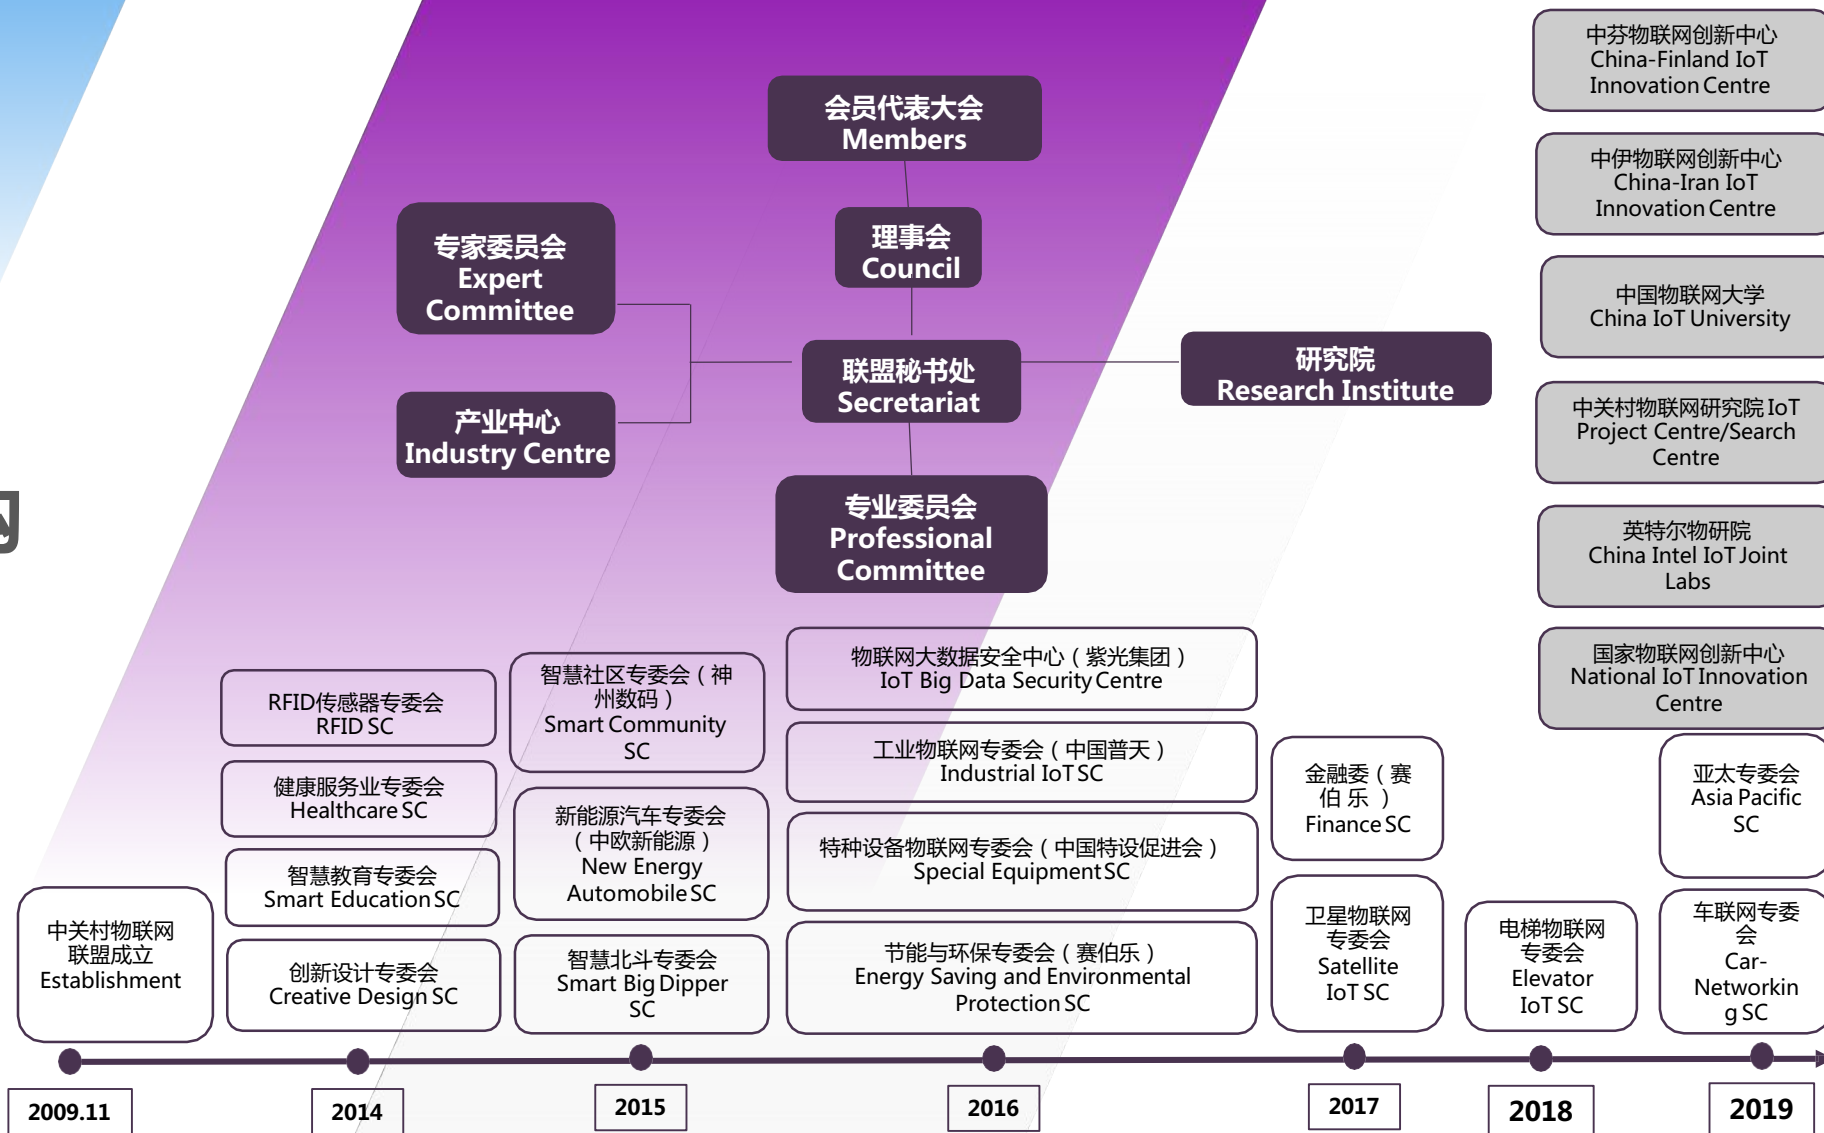 会员代表大会
Members
理事会
Council
专家委员会
Expert
Committee
产业中心
Industry Centre
联盟秘书处
Secretariat
研究院
Research Institute
专业委员会
Professional
Committee
中芬物联网创新中心
China-Finland IoT
Innovation Centre
中伊物联网创新中心
China-Iran IoT
Innovation Centre
中国物联网大学
China IoT University
中关村物联网研究院 IoT
Project Centre/Search
Centre
英特尔物研院
China Intel IoT Joint
Labs
国家物联网创新中心
National IoT Innovation
Centre
中关村物联网
联盟成立
Establishment
RFID传感器专委会
RFID SC
健康服务业专委会
Healthcare SC
智慧教育专委会
Smart Education SC
创新设计专委会
Creative Design SC
智慧社区专委会（神
州数码）
Smart Community
SC
新能源汽车专委会
（中欧新能源）
New Energy
Automobile SC
智慧北斗专委会
Smart Big Dipper
SC
物联网大数据安全中心（紫光集团）
IoT Big Data Security Centre
工业物联网专委会（中国普天）
Industrial IoT SC
特种设备物联网专委会（中国特设促进会）
Special Equipment SC
节能与环保专委会（赛伯乐）
Energy Saving and Environmental
Protection SC
金融委（赛
伯乐）
Finance SC
卫星物联网
专委会
Satellite
IoT SC
电梯物联网
专委会
Elevator
IoT SC
亚太专委会
Asia Pacific
SC
车联网专委
会
Car-
Networkin
g SC
2009.11
2014
2015
2016
2017
2018
2019